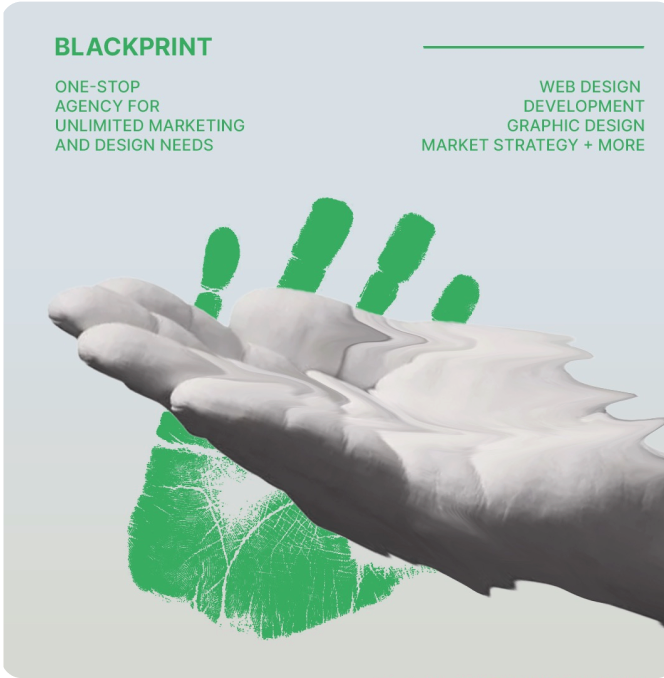 BLACKPRINT
ONE-STOP
AGENCY FOR
UNLIMITED MARKETING
AND DESIGN NEEDS
WEB DESIGN
DEVELOPMENT
GRAPHIC DESIGN
MARKET STRATEGY + MORE